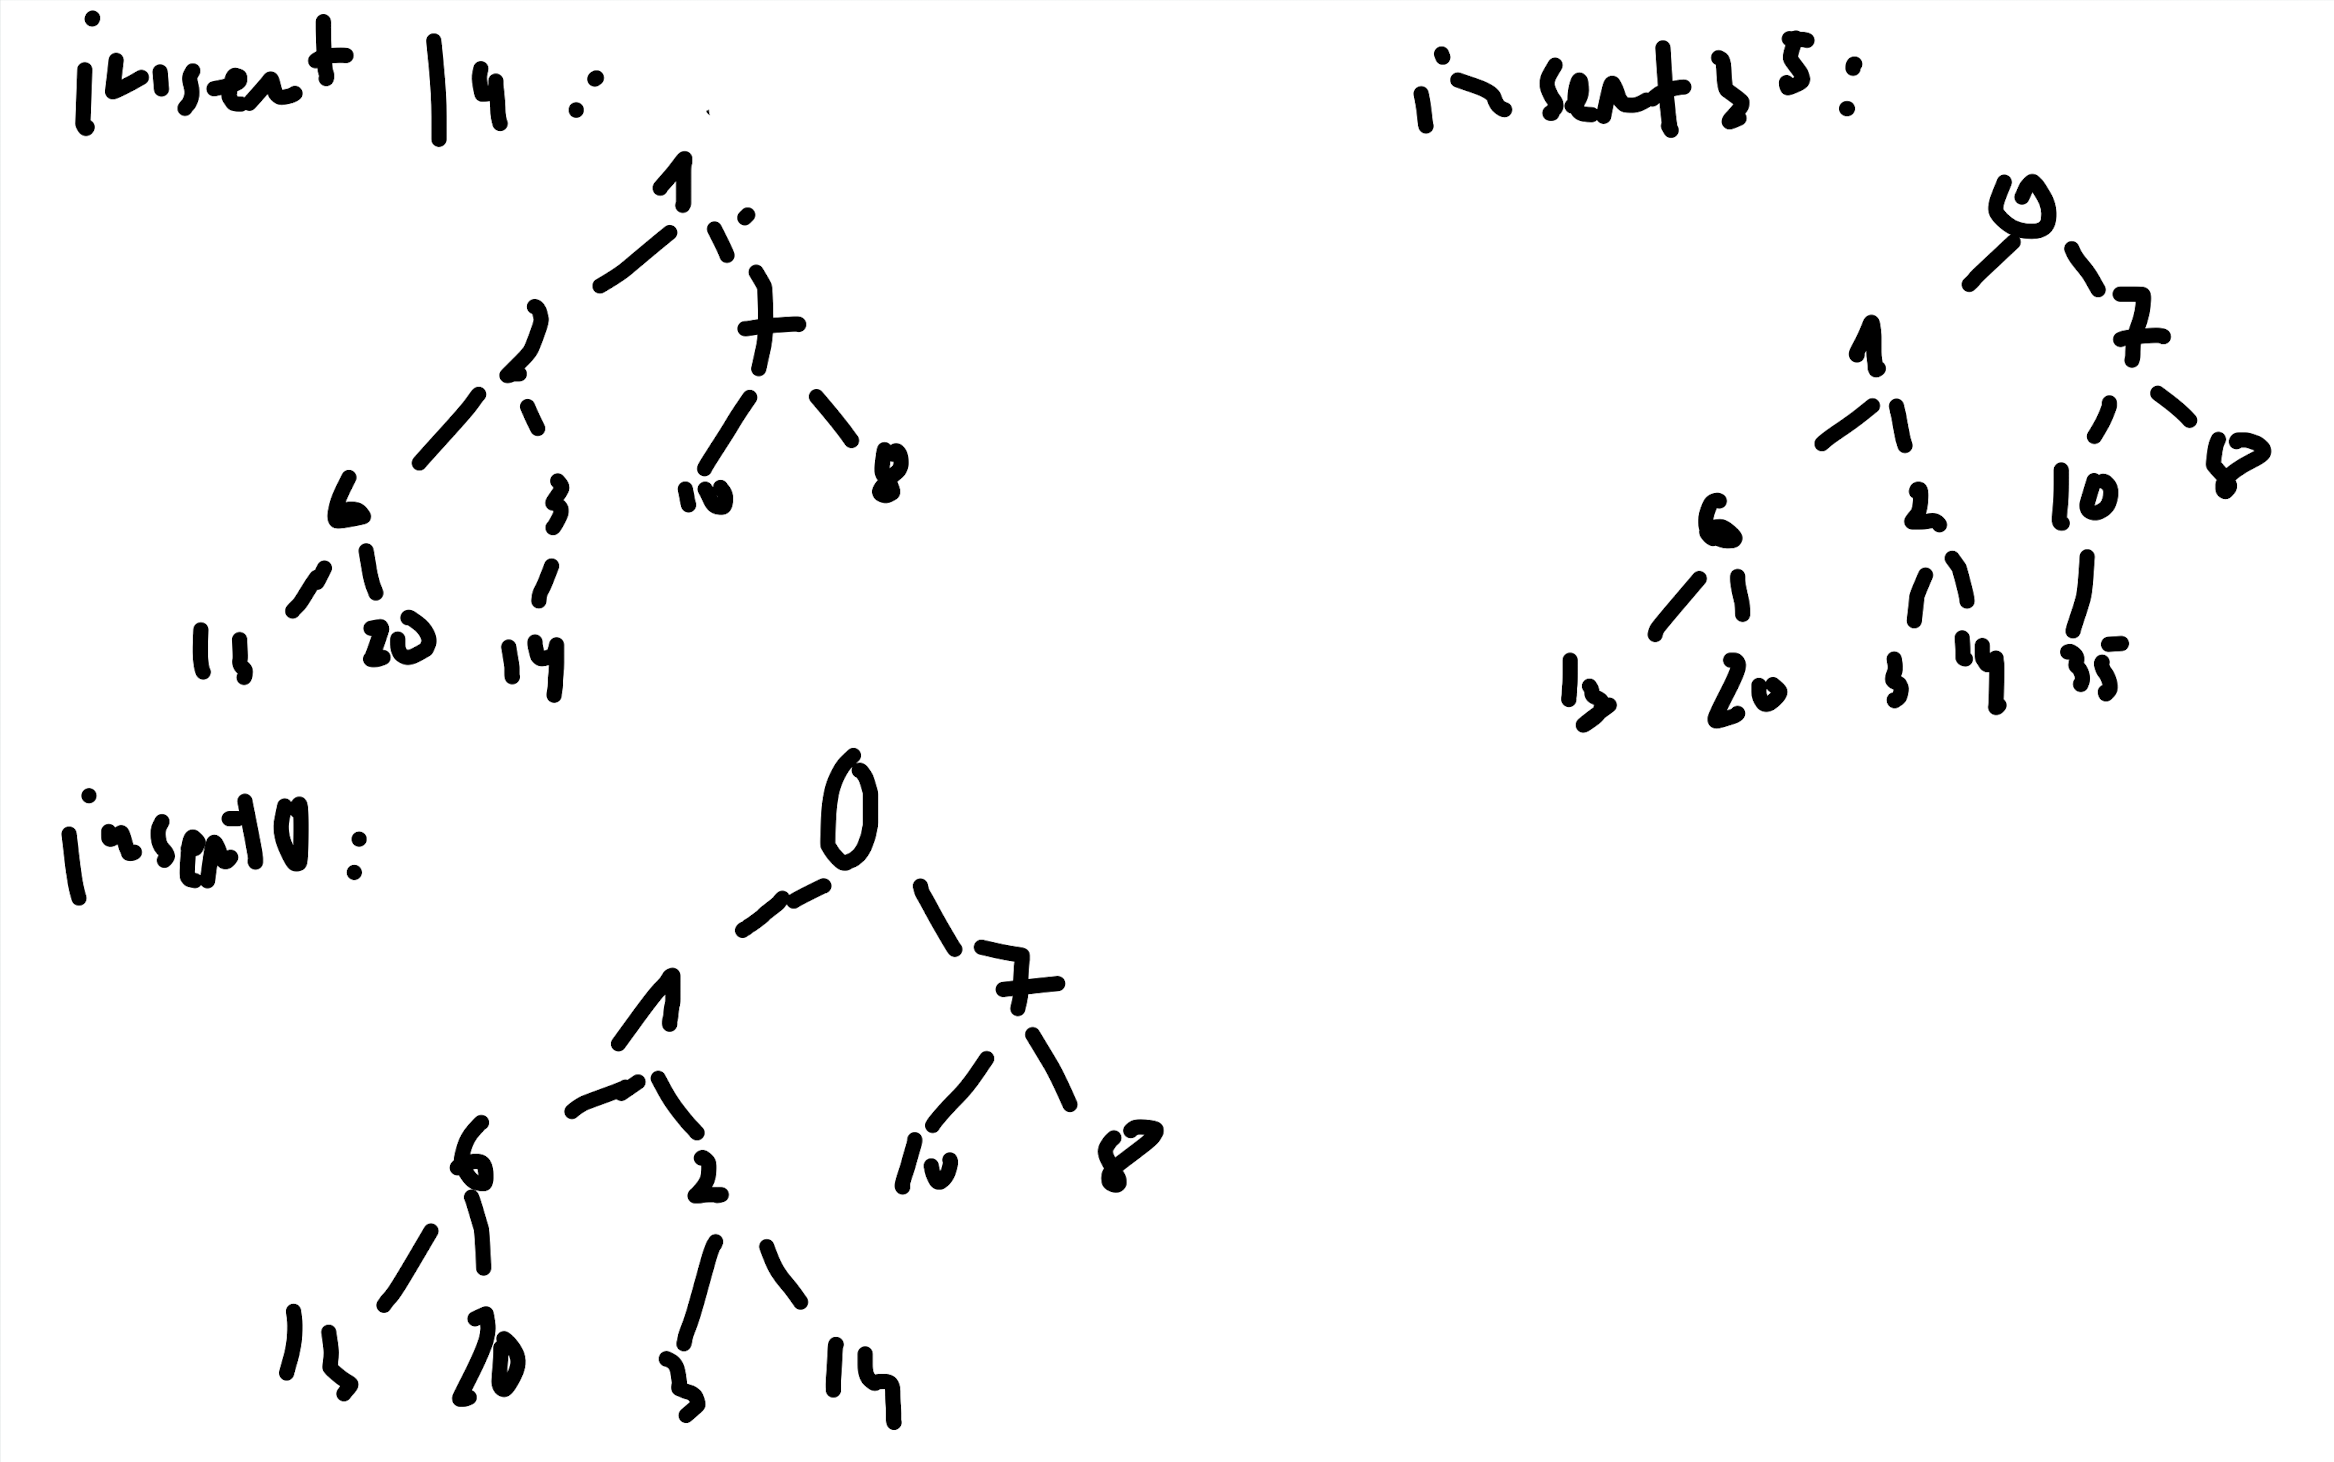 insert 14 :
1
2 7
6 3 10 8
13 20 14
insert 0 :
0
1 7
6 2 10 8
13 20 3 14
insert 35 :
0
1 7
6 2 10 8
13 20 3 14 35